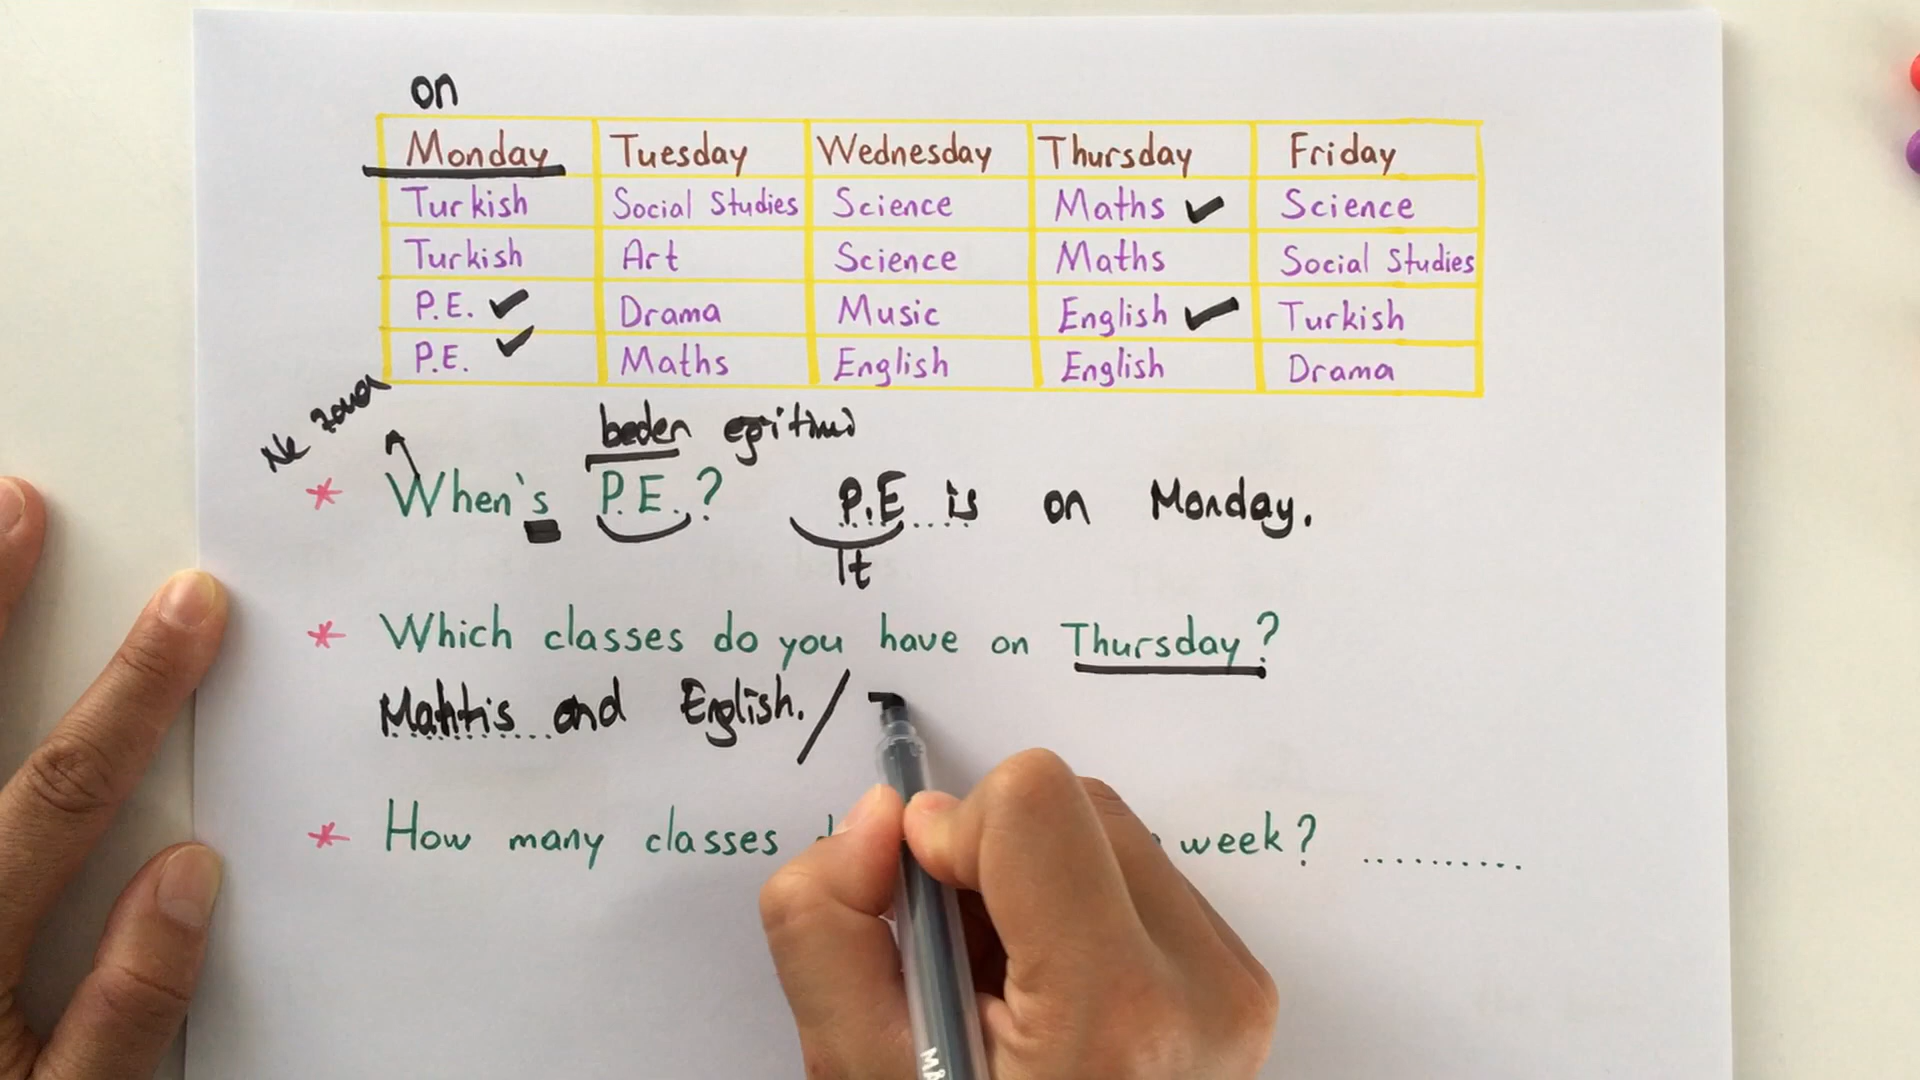 on
Monday Tuesday Wednesday Thursday Friday
Turkish Social Studies Science Maths Science
Turkish Art Science Maths Social Studies
P.E. Drama Music English Turkish
P.E. Maths English English Drama
Ne
beden eğitimi
* When's P.E.? P.E is on Monday.
It
* Which classes do you have on Thursday?
and English. /
* How many classes week? ..........